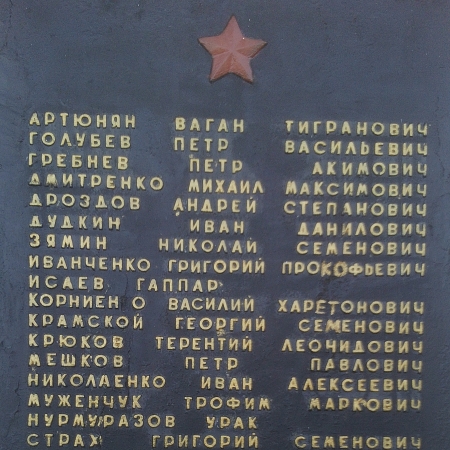 АРТЮНЯН ВАГАН ТИГРАНОВИЧ
ГОЛУБЕВ ПЕТР ВАСИЛЬЕВИЧ
ГРЕБНЕВ ПЕТР АКИМОВИЧ
ДМИТРЕНКО МИХАИЛ МАКСИМОВИЧ
ДРОЗДОВ АНДРЕЙ СТЕПАНОВИЧ
ДУДКИН ИВАН ДАНИЛОВИЧ
ЗЯМИН НИКОЛАЙ СЕМЕНОВИЧ
ИВАНЧЕНКО ГРИГОРИЙ ПРОКОФЬЕВИЧ
ИСАЕВ ГАППАР
КОРНИЕН О ВАСИЛИЙ ХАРЕТОНОВИЧ
КРАМСКОЙ ГЕОРГИЙ СЕМЕНОВИЧ
КРЮКОВ ТЕРЕНТИЙ ЛЕОЧИДОВИЧ
МЕШКОВ ПЕТР ПАВЛОВИЧ
НИКОЛАЕНКО ИВАН АЛЕКСЕЕВИЧ
МУЖЕНЧУК ТРОФИМ МАРКОВИЧ
НУРМУРАЗОВ УРАК
СТРАХ ГРИГОРИЙ СЕМЕНОВИЧ